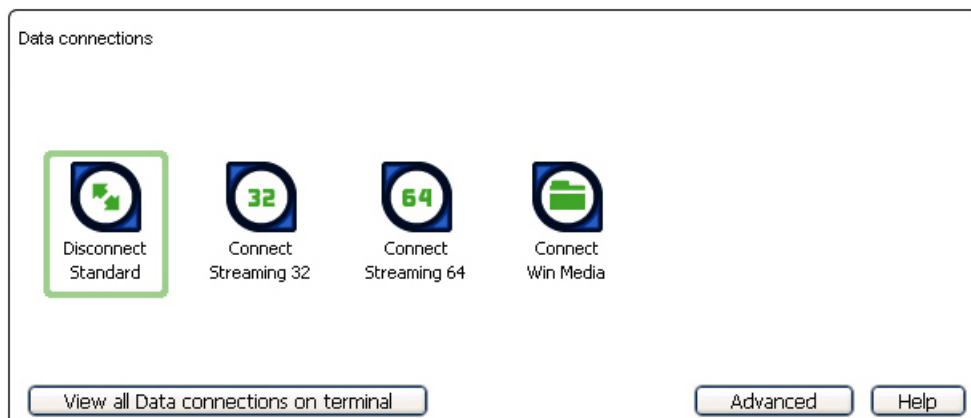 Data connections
32
64
Disconnect
Standard
Connect
Streaming 32
Connect
Streaming 64
Connect
Win Media
View all Data connections on terminal
Advanced
Help